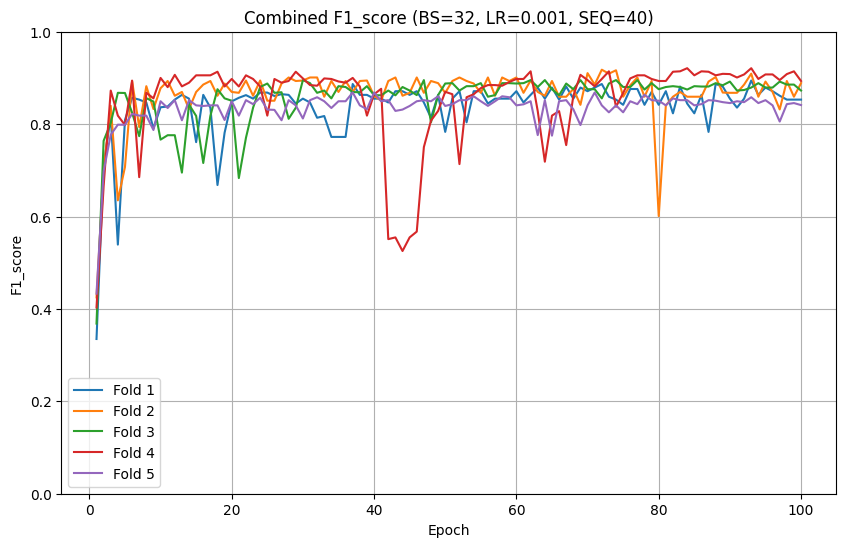 Combined F1_score (BS=32, LR=0.001, SEQ=40)
F1_score
1.0
0.8
0.6
0.4
0.2
0.0
Fold 1
Fold 2
Fold 3
Fold 4
Fold 5
0 20 40 60 80 100
Epoch